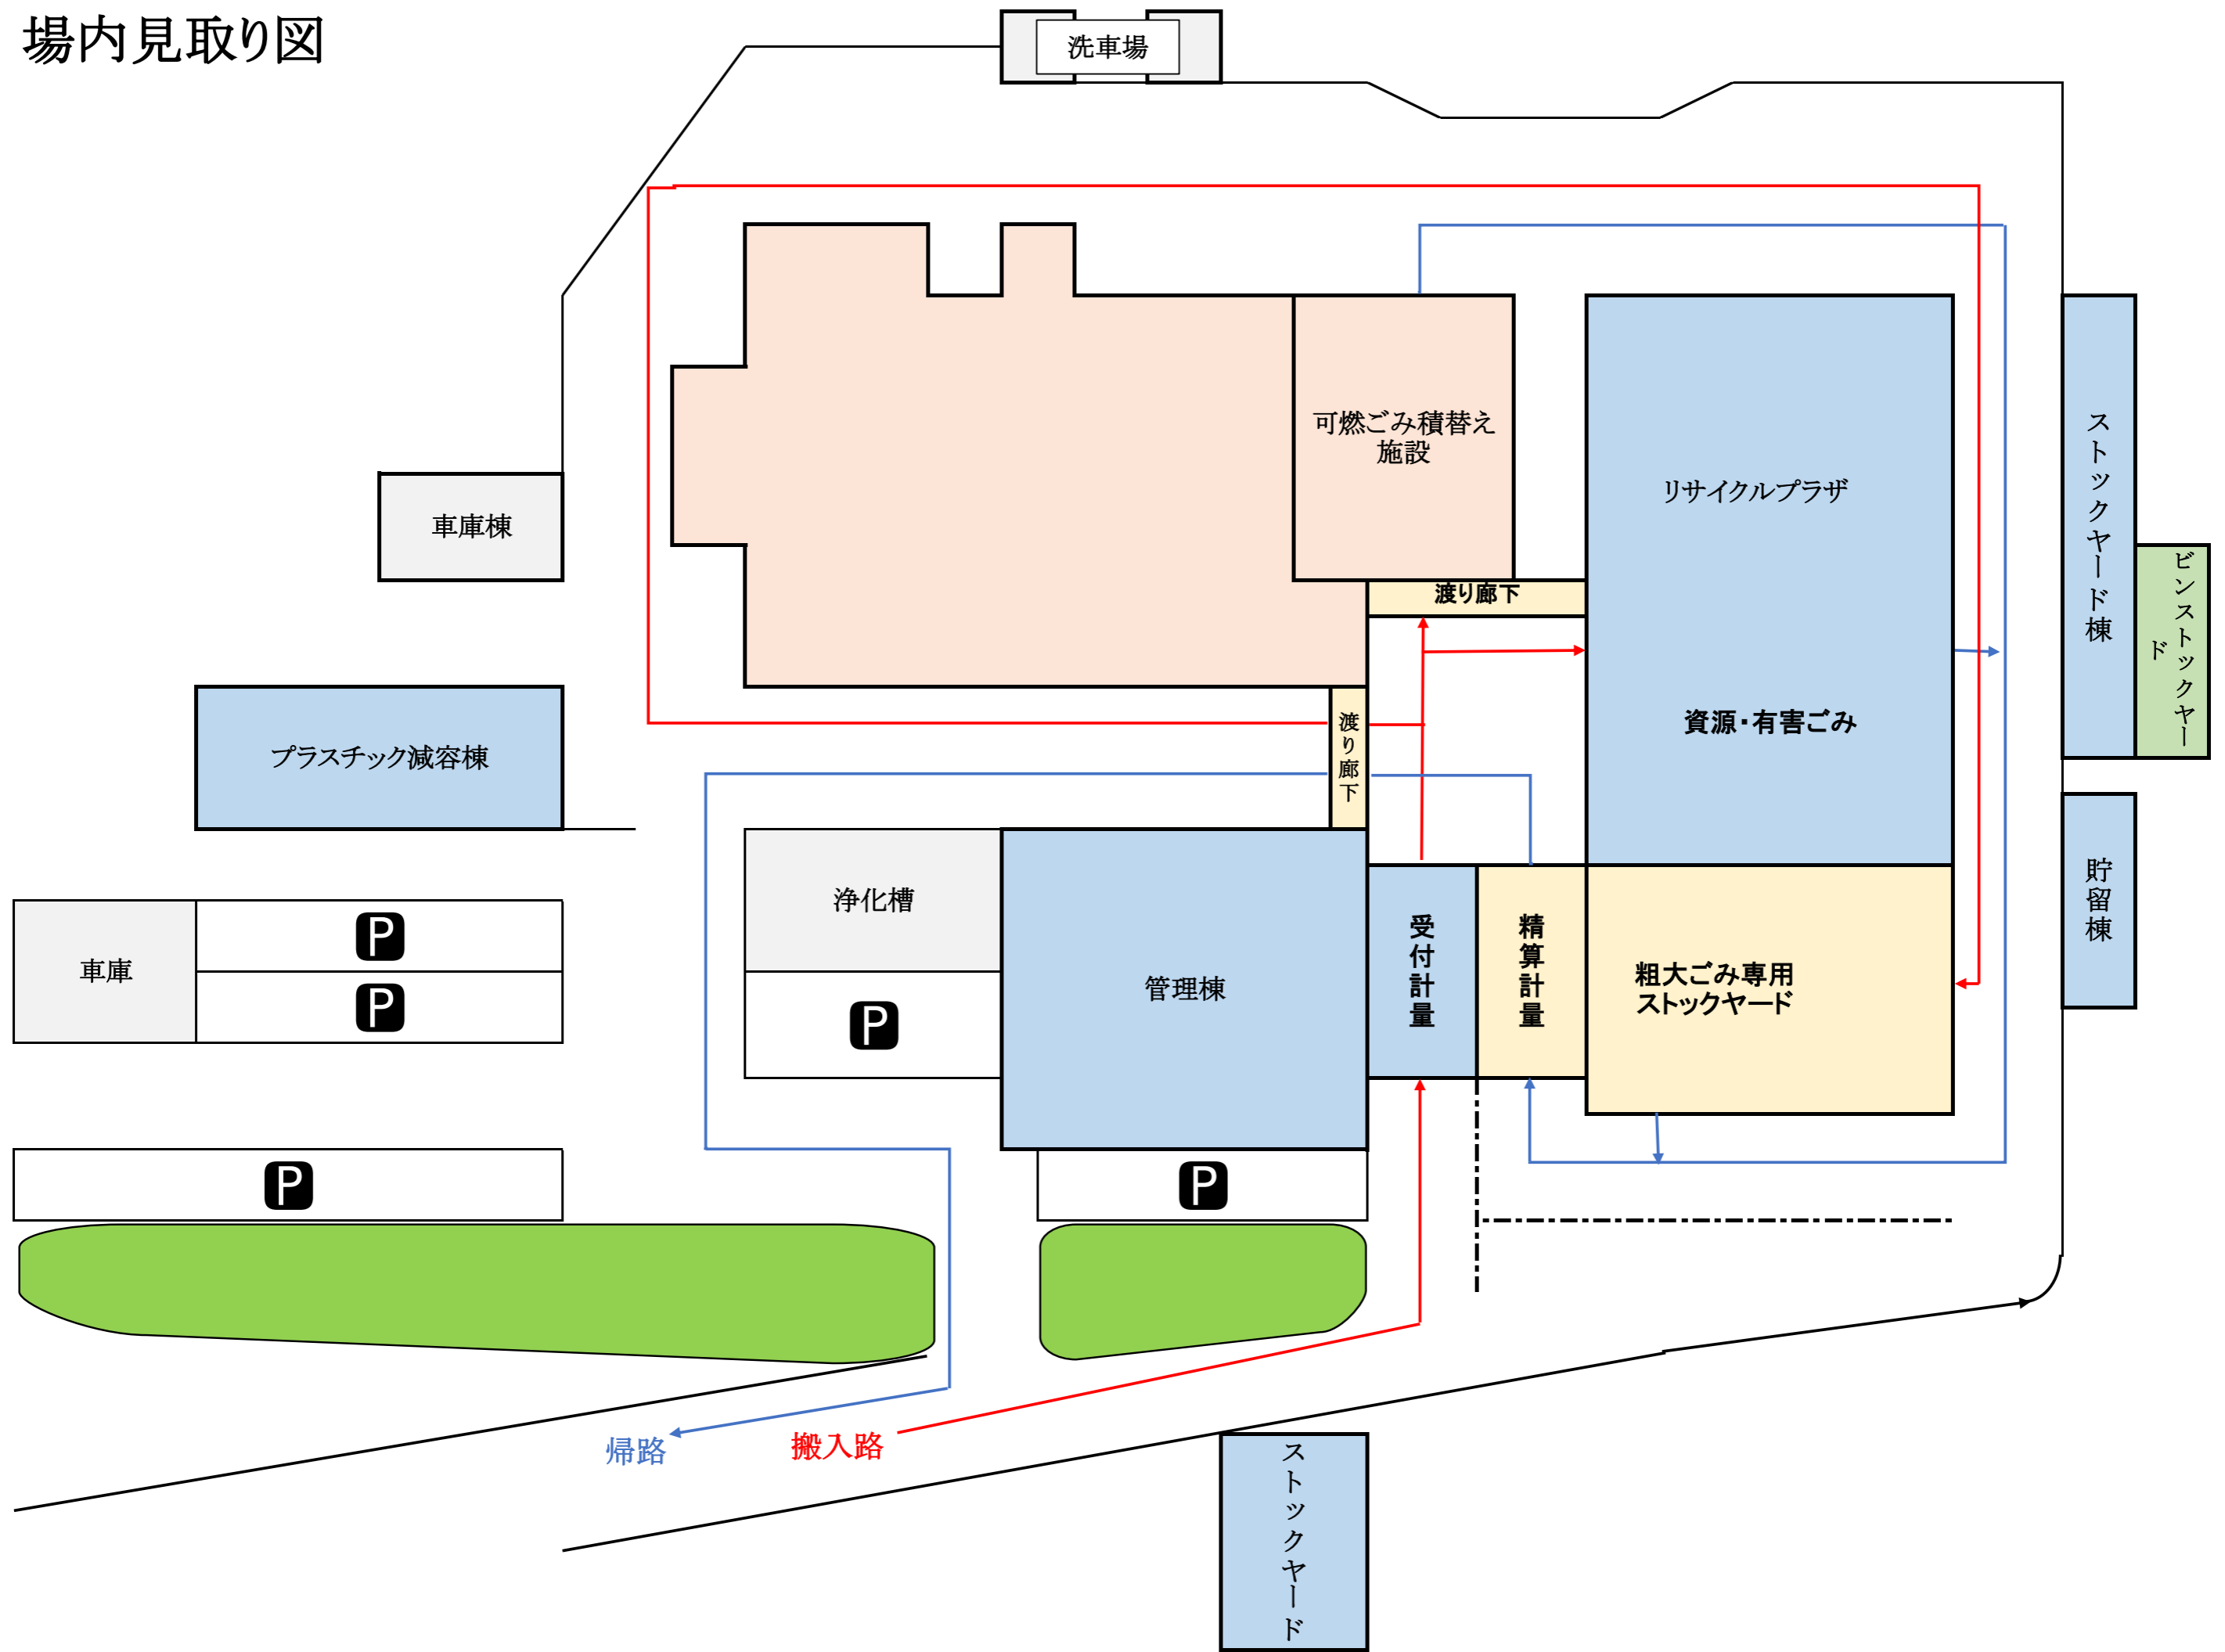 場内見取り図
洗車場
可燃ごみ積替え
施設
リサイクルプラザ
ストックヤード棟
車庫棟
渡り廊下
ビンストックヤー
ド
プラスチック減容棟
渡り廊下
資源・有害ごみ
浄化槽
貯留棟
車庫
P
P
P
管理棟
受付計量
精算計量
粗大ごみ専用
ストックヤード
P
P
帰路
搬入路
ストックヤード